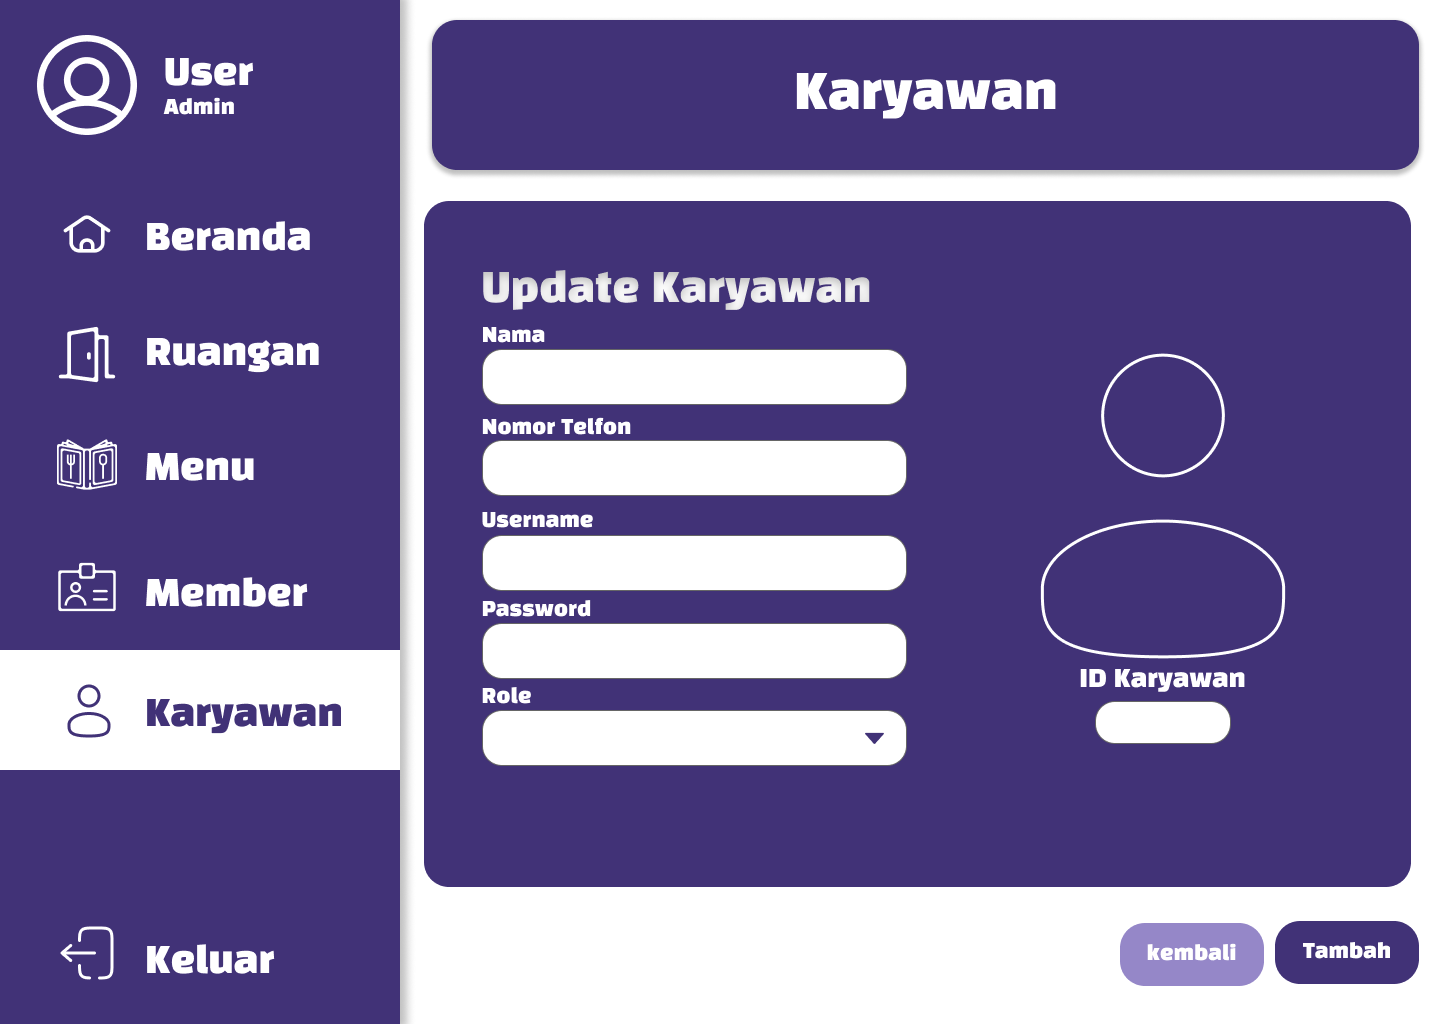 User
Admin
Beranda
Ruangan
Menu
Member
Karyawan
Keluar
Karyawan
Update Karyawan
Nama
Nomor Telfon
Username
Password
Role
ID Karyawan
kembali
Tambah